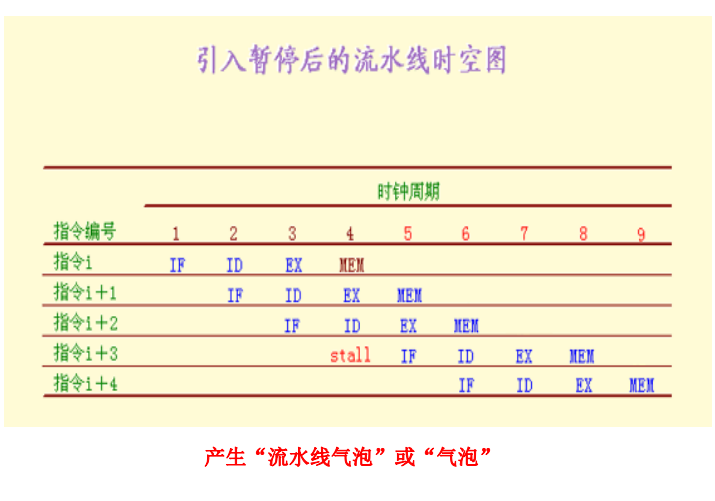 引入暂停后的流水线时空图
时钟周期
指令编号 1 2 3 4 5 6 7 8 9
指令i IF ID EX MEM
指令i+1 IF ID EX MEM
指令i+2 IF ID EX MEM
指令i+3 stall IF ID EX MEM
指令i+4 IF ID EX MEM
产生“流水线气泡”或“气泡”